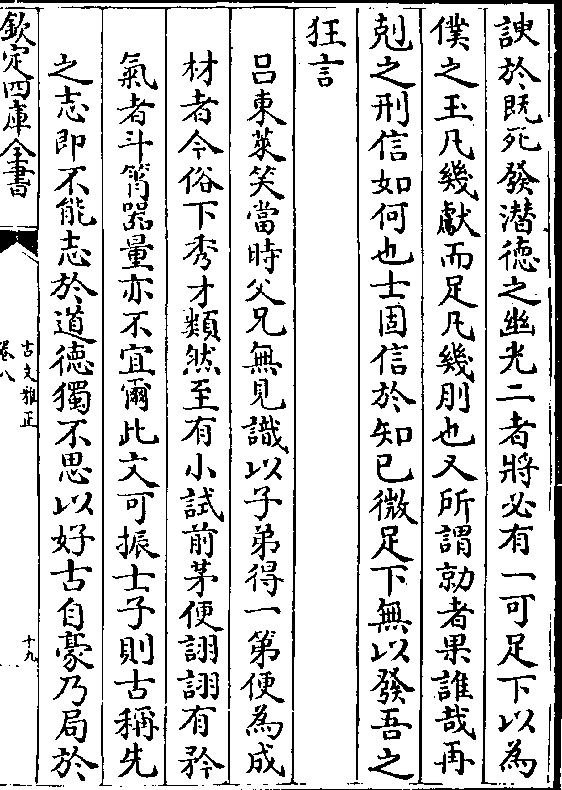 諛於既死發潛德之幽光二者將必有一可足下以為
僕之玉凡幾獻而足凡幾刖也又所謂勍者果誰哉再
剋之刑信如何也士固信於知已微足下無以發吾之
狂言
吕東萊笑當時父兄無見識以子弟得一第便為成
材者今俗下秀才類然至有小試前茅便詡詡有矜
氣者斗筲器量亦不宜爾此文可振士子則古稱先
之志即不能志於道德獨不思以好古自豪乃局於
欽定四庫全書
古文雅正
卷八
十九